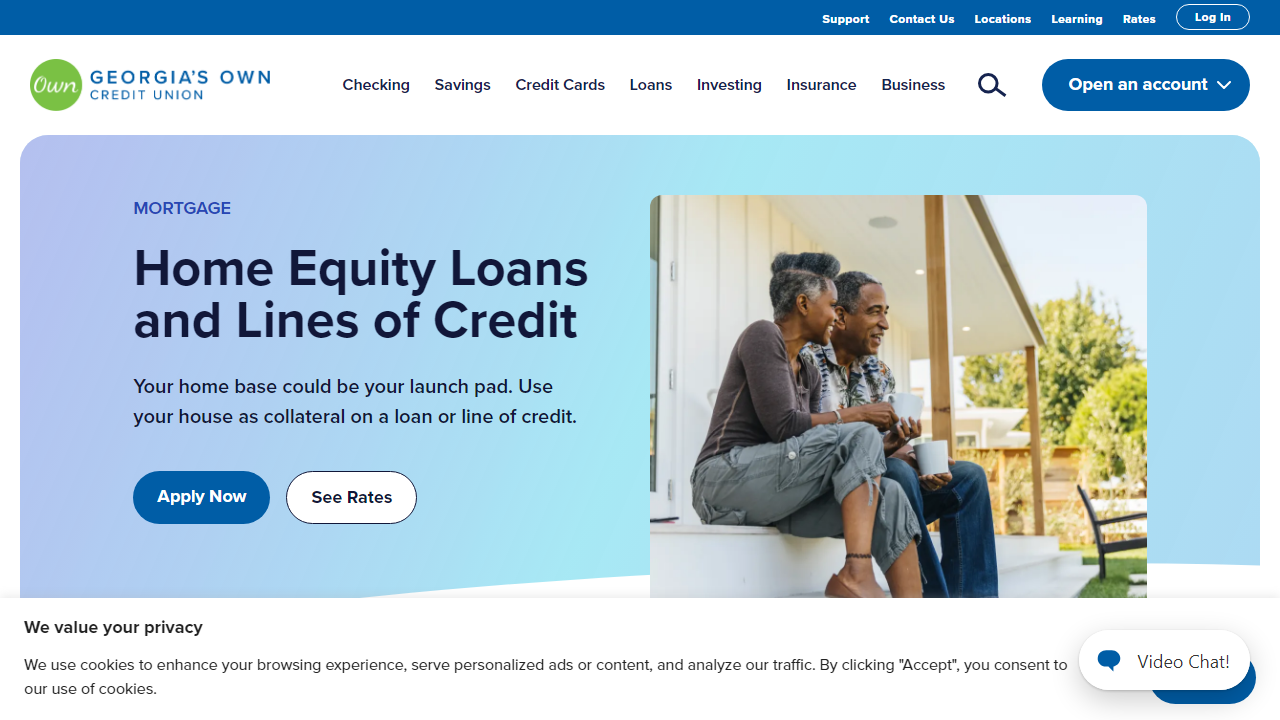 Support Contact Us Locations Learning Rates Log In
Own GEORGIA'S OWN
CREDIT UNION
Checking Savings Credit Cards Loans Investing Insurance Business Open an account
MORTGAGE
Home Equity Loans
and Lines of Credit
Your home base could be your launch pad. Use
your house as collateral on a loan or line of credit.
Apply Now See Rates
We value your privacy
We use cookies to enhance your browsing experience, serve personalized ads or content, and analyze our traffic. By clicking "Accept", you consent to
our use of cookies.
Video Chat!